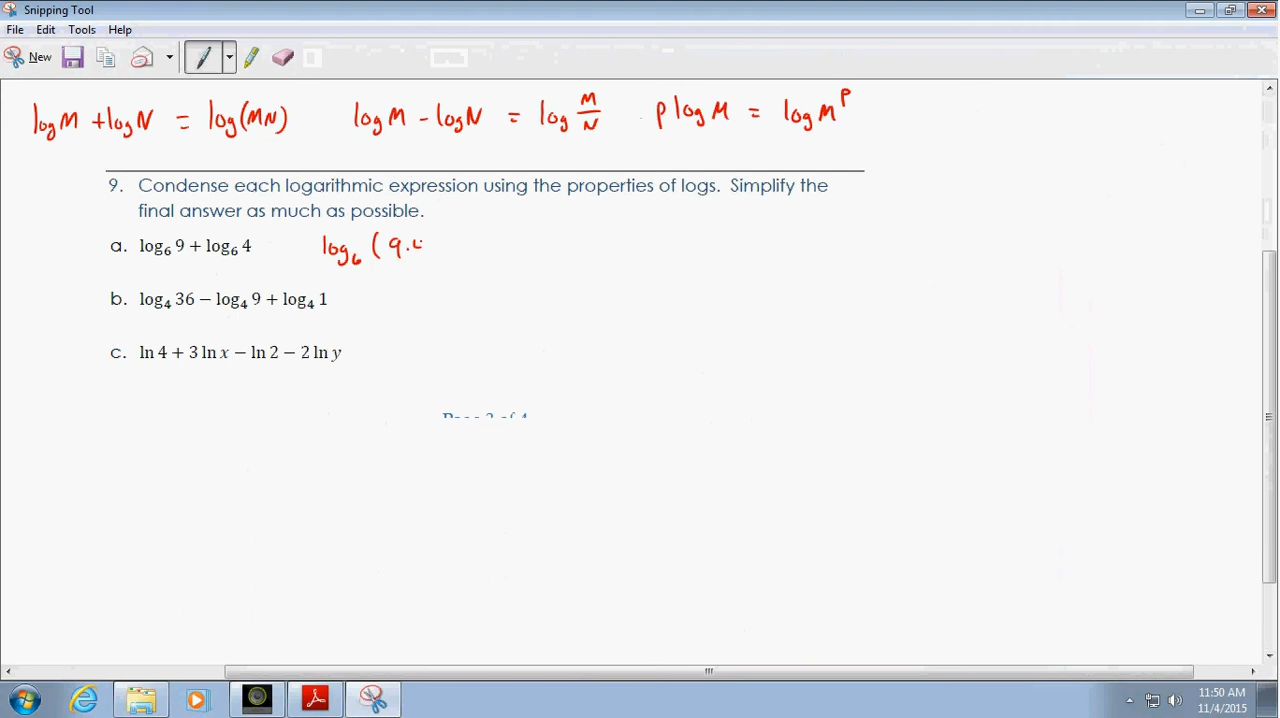 Snipping Tool
File Edit Tools Help
New
log M + log N = log(MN) log M - log N = log M/N P log M = log M^P
9. Condense each logarithmic expression using the properties of logs. Simplify the
final answer as much as possible.
a. log₆ 9 + log₆ 4 log₆ ( 9.
b. log₄ 36 − log₄ 9 + log₄ 1
c. ln 4 + 3 ln x − ln 2 − 2 ln y
11:50 AM
11/4/2015